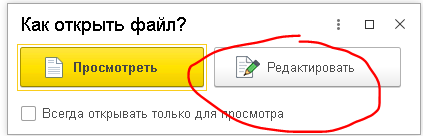 Как открыть файл?
Просмотреть Редактировать
Всегда открывать только для просмотра